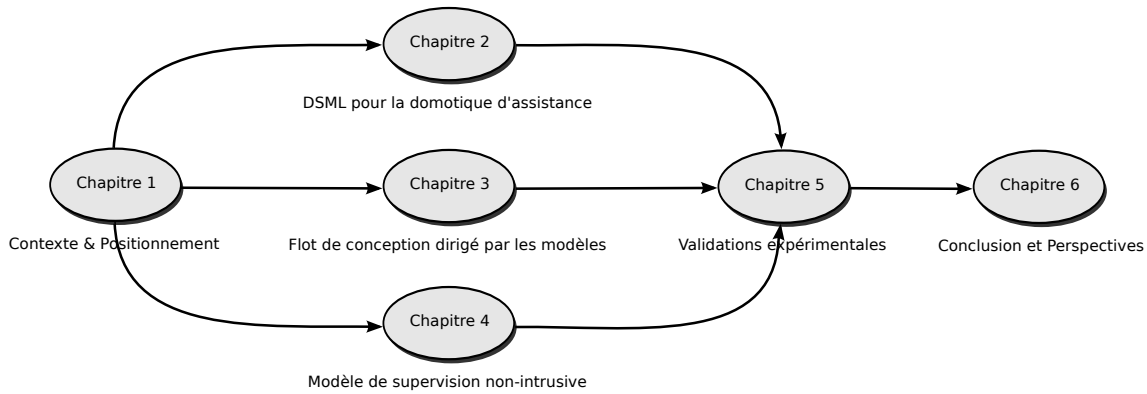 Chapitre 2
DSML pour la domotique d'assistance
Chapitre 1
Contexte & Positionnement
Chapitre 3
Flot de conception dirigé par les modèles
Chapitre 5
Validations expérimentales
Chapitre 6
Conclusion et Perspectives
Chapitre 4
Modèle de supervision non-intrusive